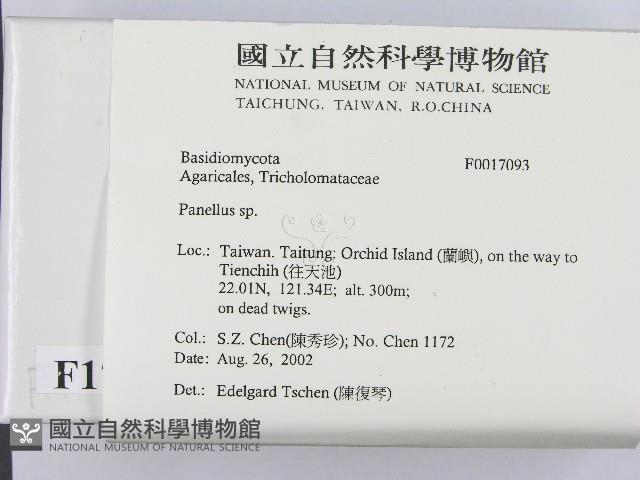 國立自然科學博物館
NATIONAL MUSEUM OF NATURAL SCIENCE
TAICHUNG, TAIWAN, R.O.CHINA
Basidiomycota F0017093
Agaricales, Tricholomataceae
Panellus sp.
Loc.: Taiwan. Taitung; Orchid Island (蘭嶼), on the way to
Tienchih (往天池)
22.01N, 121.34E; alt. 300m;
on dead twigs.
Col.: S.Z. Chen(陳秀珍); No. Chen 1172
Date: Aug. 26, 2002
Det.: Edelgard Tschen (陳復琴)
F1
國立自然科學博物館
NATIONAL MUSEUM OF NATURAL SCIENCE